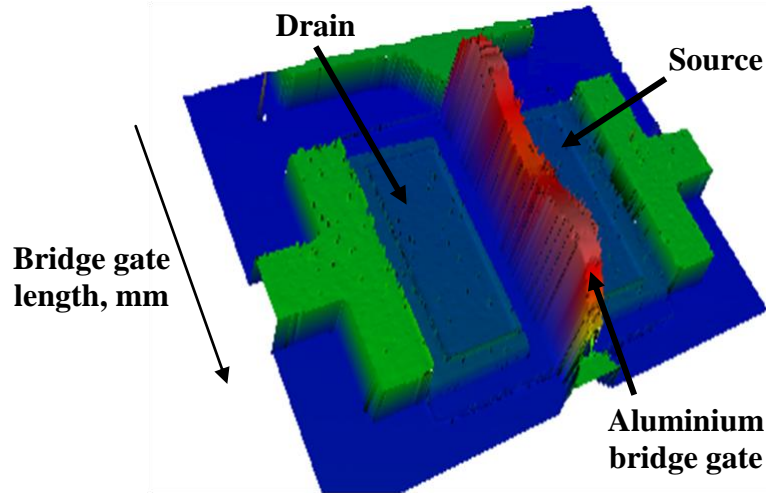 Drain
Source
Bridge gate
length, mm
Aluminium
bridge gate